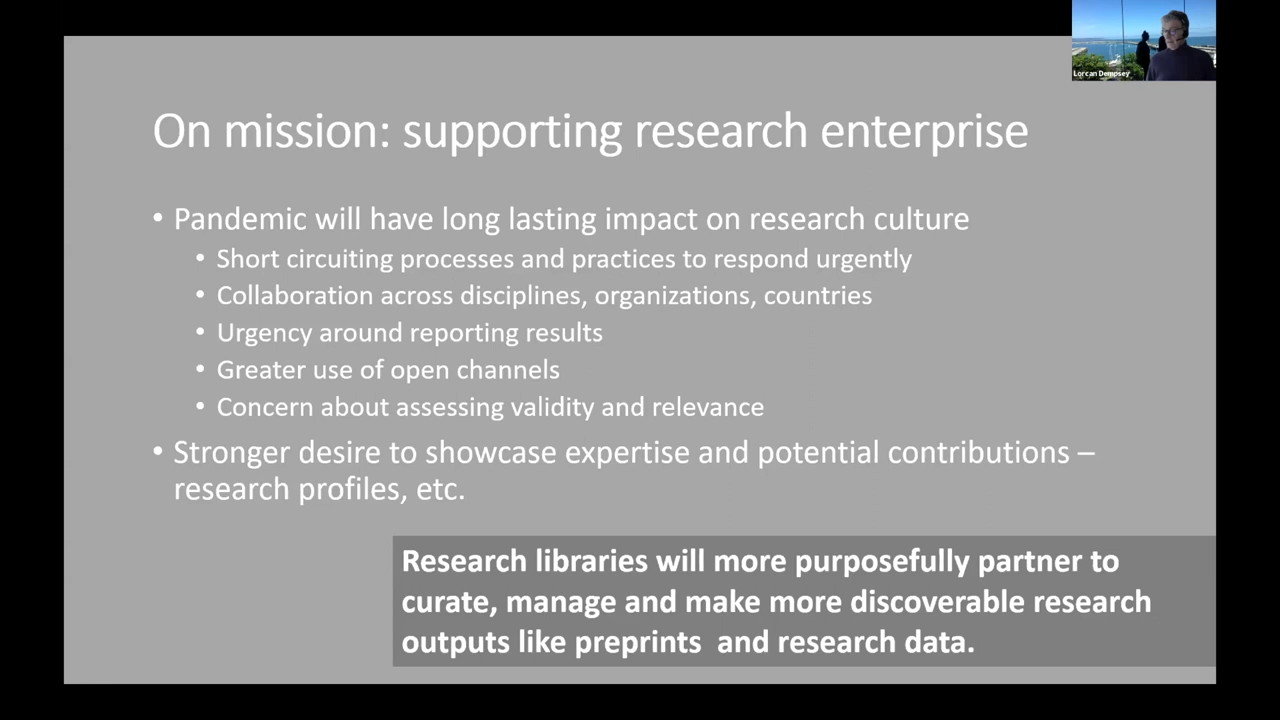 Lorcan Dempsey
On mission: supporting research enterprise
• Pandemic will have long lasting impact on research culture
• Short circuiting processes and practices to respond urgently
• Collaboration across disciplines, organizations, countries
• Urgency around reporting results
• Greater use of open channels
• Concern about assessing validity and relevance
• Stronger desire to showcase expertise and potential contributions –
research profiles, etc.
Research libraries will more purposefully partner to
curate, manage and make more discoverable research
outputs like preprints  and research data.